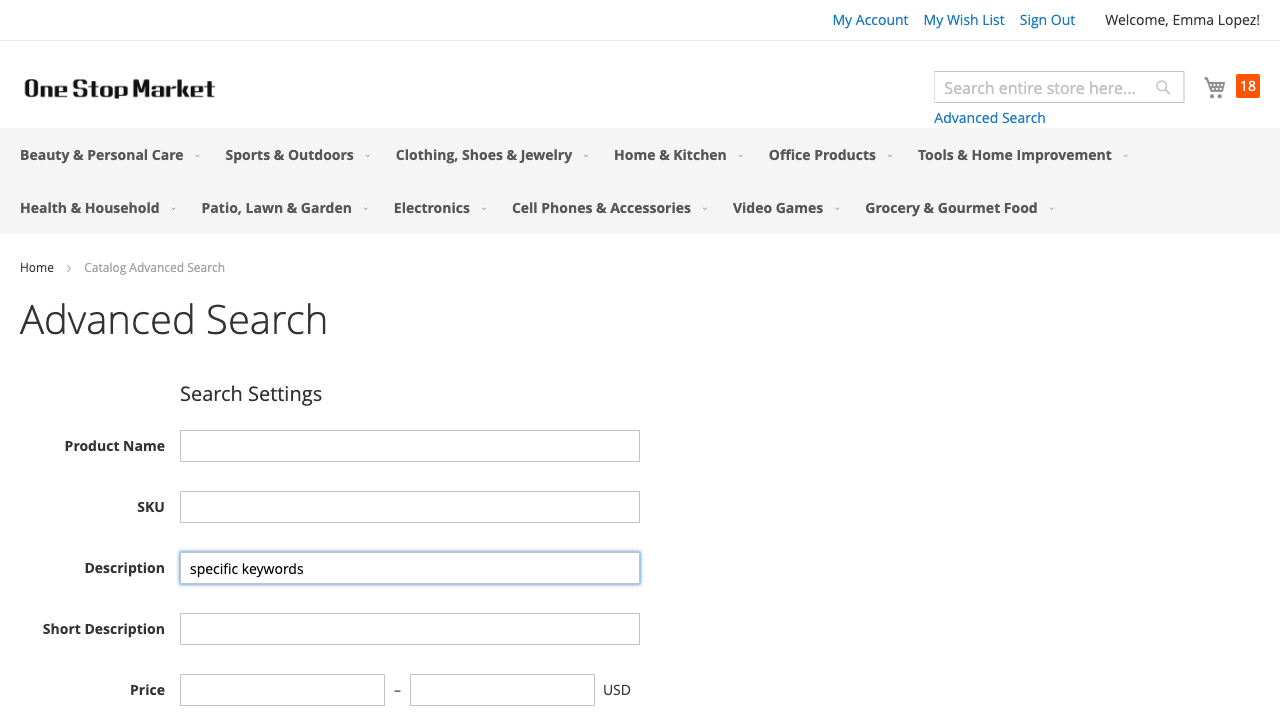 My Account My Wish List Sign Out Welcome, Emma Lopez!
One Stop Market
Search entire store here...
18
Advanced Search
Beauty & Personal Care Sports & Outdoors Clothing, Shoes & Jewelry Home & Kitchen Office Products Tools & Home Improvement
Health & Household Patio, Lawn & Garden Electronics Cell Phones & Accessories Video Games Grocery & Gourmet Food
Home Catalog Advanced Search
Advanced Search
Search Settings
Product Name
SKU
Description specific keywords
Short Description
Price – USD